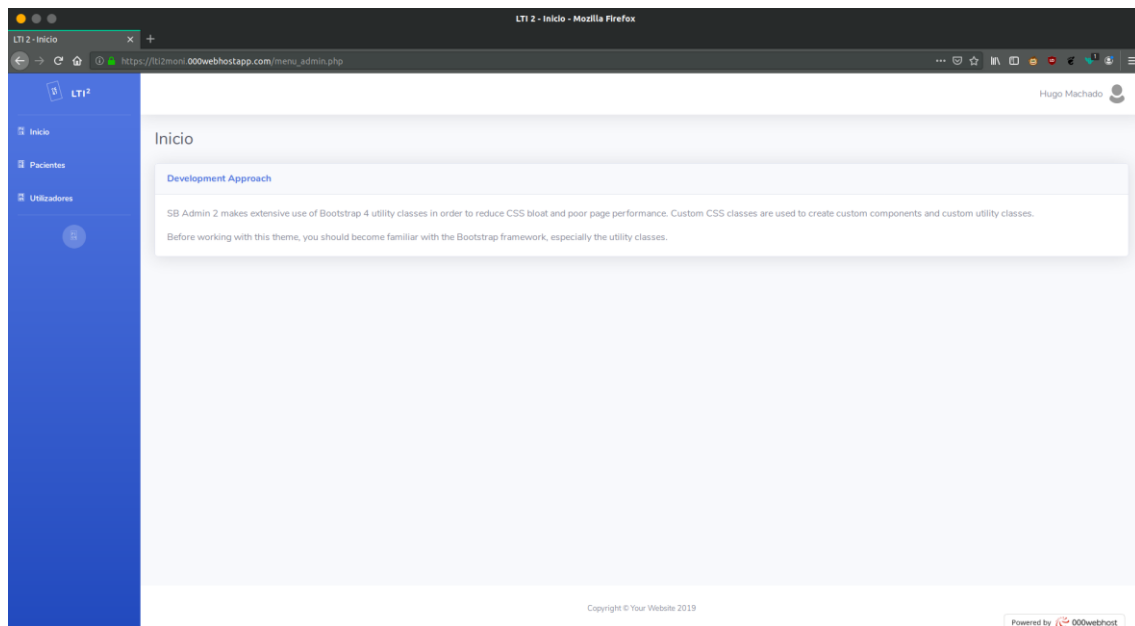 LTI 2 - Inicio - Mozilla Firefox
LTI 2 - Inicio
https://lti2moni.000webhostapp.com/menu_admin.php
LTI²
Hugo Machado
Inicio
Pacientes
Utilizadores
Inicio
Development Approach
SB Admin 2 makes extensive use of Bootstrap 4 utility classes in order to reduce CSS bloat and poor page performance. Custom CSS classes are used to create custom components and custom utility classes.
Before working with this theme, you should become familiar with the Bootstrap framework, especially the utility classes.
Copyright © Your Website 2019
Powered by 000webhost